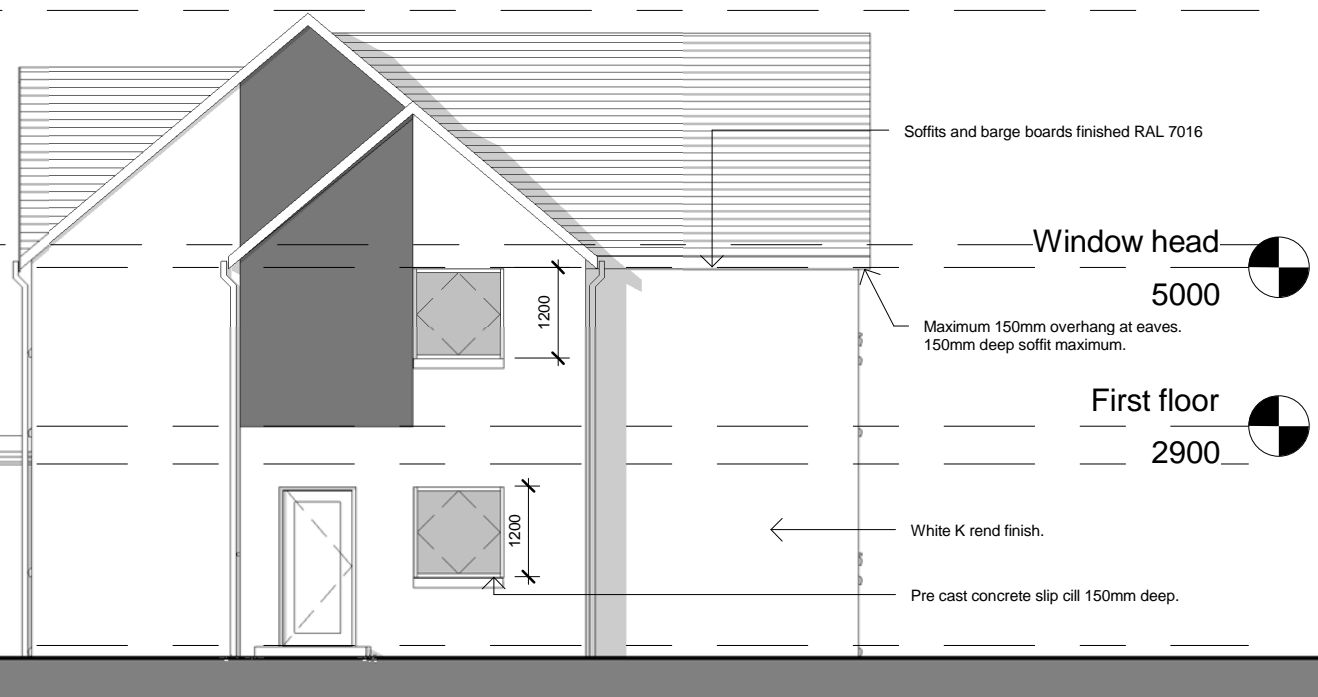 Soffits and barge boards finished RAL 7016
Window head
5000
1200
Maximum 150mm overhang at eaves.
150mm deep soffit maximum.
First floor
2900
1200
White K rend finish.
Pre cast concrete slip cill 150mm deep.